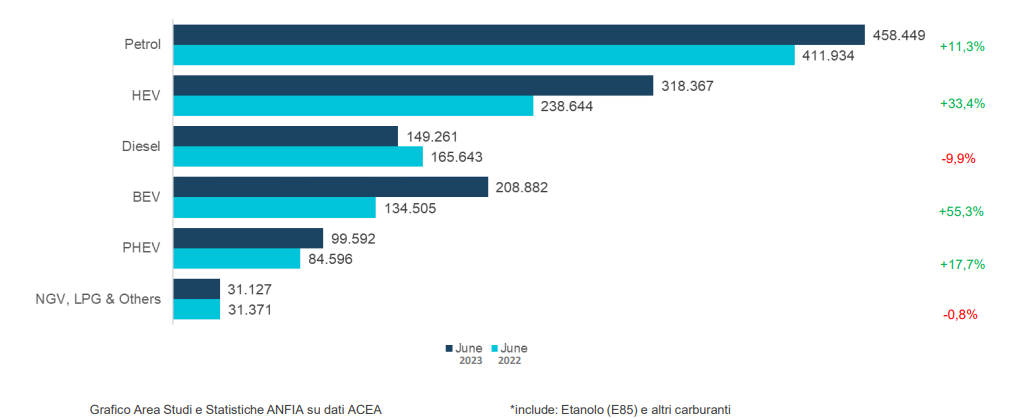 Petrol 458.449 +11,3%
411.934
HEV 318.367 +33,4%
238.644
Diesel 149.261 -9,9%
165.643
BEV 208.882 +55,3%
134.505
PHEV 99.592 +17,7%
84.596
NGV, LPG & Others 31.127 -0,8%
31.371
June June
2023 2022
Grafico Area Studi e Statistiche ANFIA su dati ACEA *include: Etanolo (E85) e altri carburanti